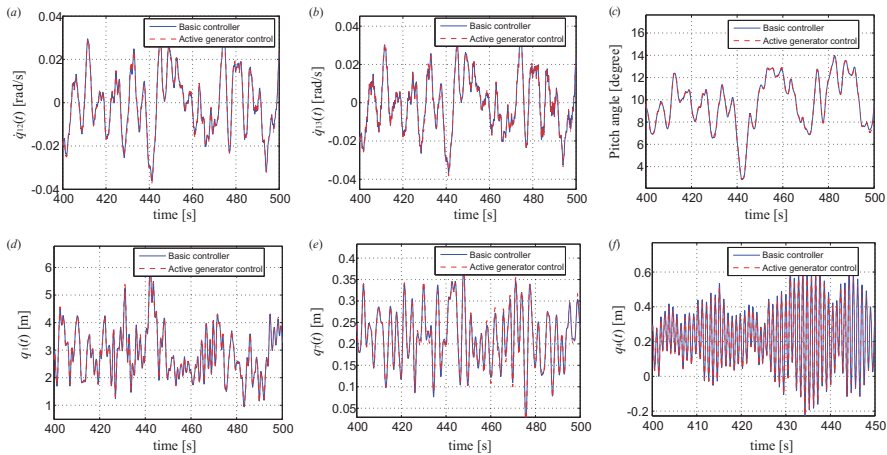 (a)
Basic controller
Active generator control
0.04
0.02
0
-0.02
-0.04
400 420 440 460 480 500
q̇12(t) [rad/s]
time [s]
(b)
Basic controller
Active generator control
0.04
0.02
0
-0.02
-0.04
400 420 440 460 480 500
q̇13(t) [rad/s]
time [s]
(c)
Basic controller
Active generator control
16
14
12
10
8
6
4
400 420 440 460 480 500
Pitch angle [degree]
time [s]
(d)
Basic controller
Active generator control
6
5
4
3
2
1
400 420 440 460 480 500
q1(t) [m]
time [s]
(e)
Basic controller
Active generator control
0.4
0.35
0.3
0.25
0.2
0.15
0.1
0.05
400 420 440 460 480 500
q7(t) [m]
time [s]
(f)
Basic controller
Active generator control
0.6
0.4
0.2
0
-0.2
400 410 420 430 440 450
q14(t) [m]
time [s]